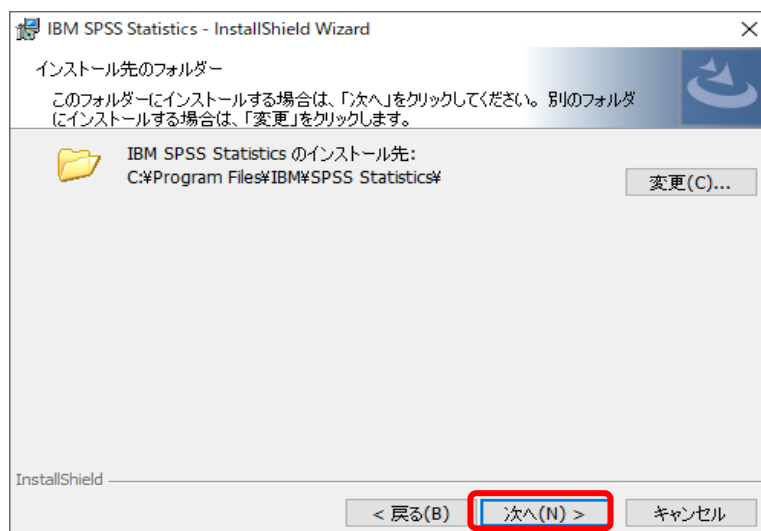 IBM SPSS Statistics - InstallShield Wizard
インストール先のフォルダー
このフォルダーにインストールする場合は、「次へ」をクリックしてください。別のフォルダ
にインストールする場合は、「変更」をクリックします。
IBM SPSS Statistics のインストール先:
C:¥Program Files¥IBM¥SPSS Statistics¥
変更(C)...
InstallShield
< 戻る(B)
次へ(N) >
キャンセル